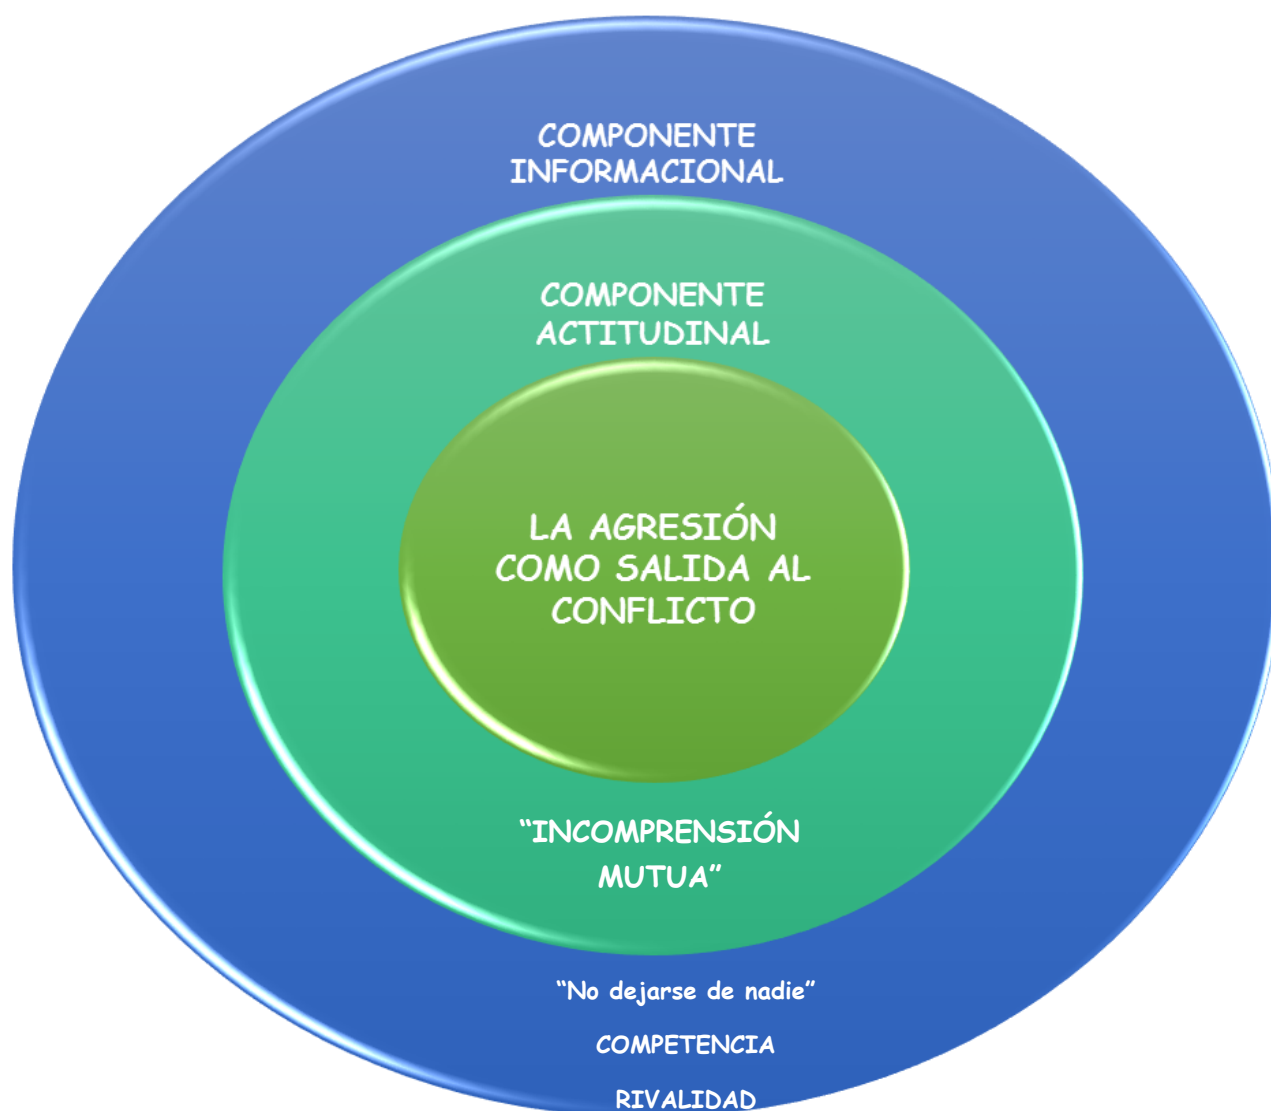 COMPONENTE
INFORMACIONAL
COMPONENTE
ACTITUDINAL
LA AGRESIÓN
COMO SALIDA AL
CONFLICTO
“INCOMPRENSIÓN
MUTUA”
“No dejarse de nadie”
COMPETENCIA
RIVALIDAD